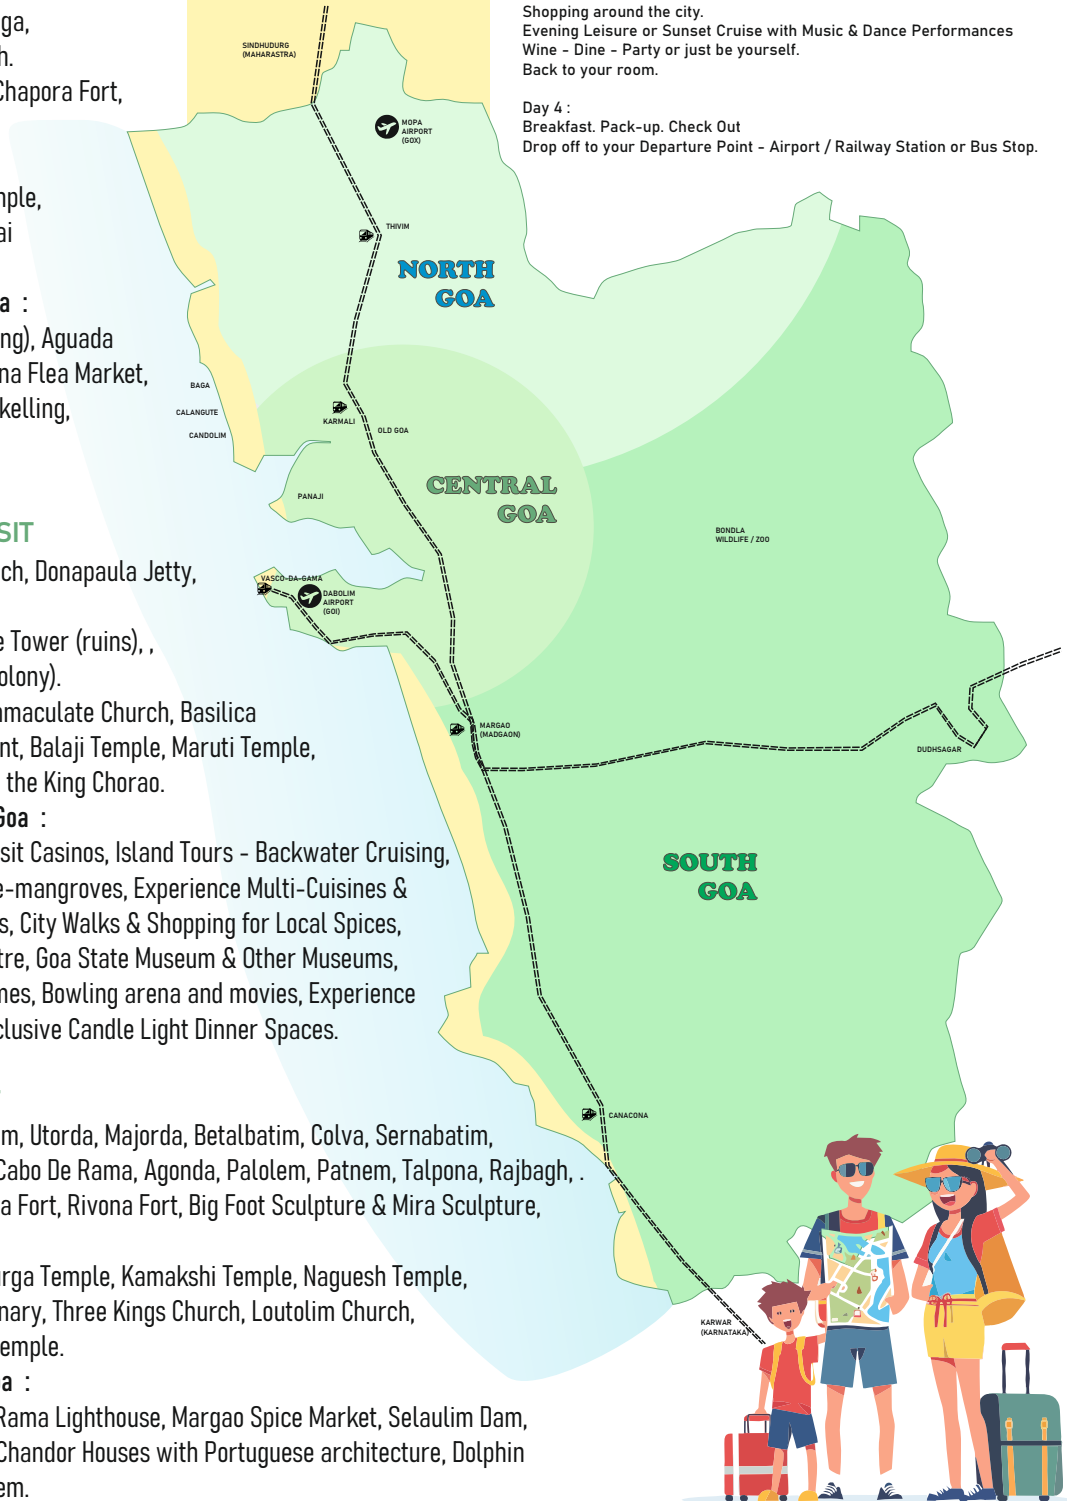 Shopping around the city.
Evening Leisure or Sunset Cruise with Music & Dance Performances
Wine - Dine - Party or just be yourself.
Back to your room.
Day 4 :
Breakfast. Pack-up. Check Out
Drop off to your Departure Point - Airport / Railway Station or Bus Stop.
ga,
h.
Chapora Fort,
mple,
ai
a :
ng), Aguada
na Flea Market,
kelling,
SIT
ch, Donapaula Jetty,
e Tower (ruins), ,
olony).
mmaculate Church, Basilica
nt, Balaji Temple, Maruti Temple,
the King Chorao.
Goa :
sit Casinos, Island Tours - Backwater Cruising,
e-mangroves, Experience Multi-Cuisines &
s, City Walks & Shopping for Local Spices,
tre, Goa State Museum & Other Museums,
mes, Bowling arena and movies, Experience
clusive Candle Light Dinner Spaces.
m, Utorda, Majorda, Betalbatim, Colva, Sernabatim,
Cabo De Rama, Agonda, Palolem, Patnem, Talpona, Rajbagh, .
a Fort, Rivona Fort, Big Foot Sculpture & Mira Sculpture,
urga Temple, Kamakshi Temple, Naguesh Temple,
nary, Three Kings Church, Loutolim Church,
emple.
oa :
Rama Lighthouse, Margao Spice Market, Selaulim Dam,
Chandor Houses with Portuguese architecture, Dolphin
em.
SINDHUDURG
(MAHARASTRA)
MOPA
AIRPORT
(GOX)
THIVIM
NORTH
GOA
BAGA
CALANGUTE
CANDOLIM
KARMALI
OLD GOA
CENTRAL
GOA
PANAJI
BONDLA
WILDLIFE / ZOO
VASCO-DA-GAMA
DABOLIM
AIRPORT
(GOI)
MARGAO
(MADGAON)
DUDHSAGAR
SOUTH
GOA
CANACONA
KARWAR
(KARNATAKA)